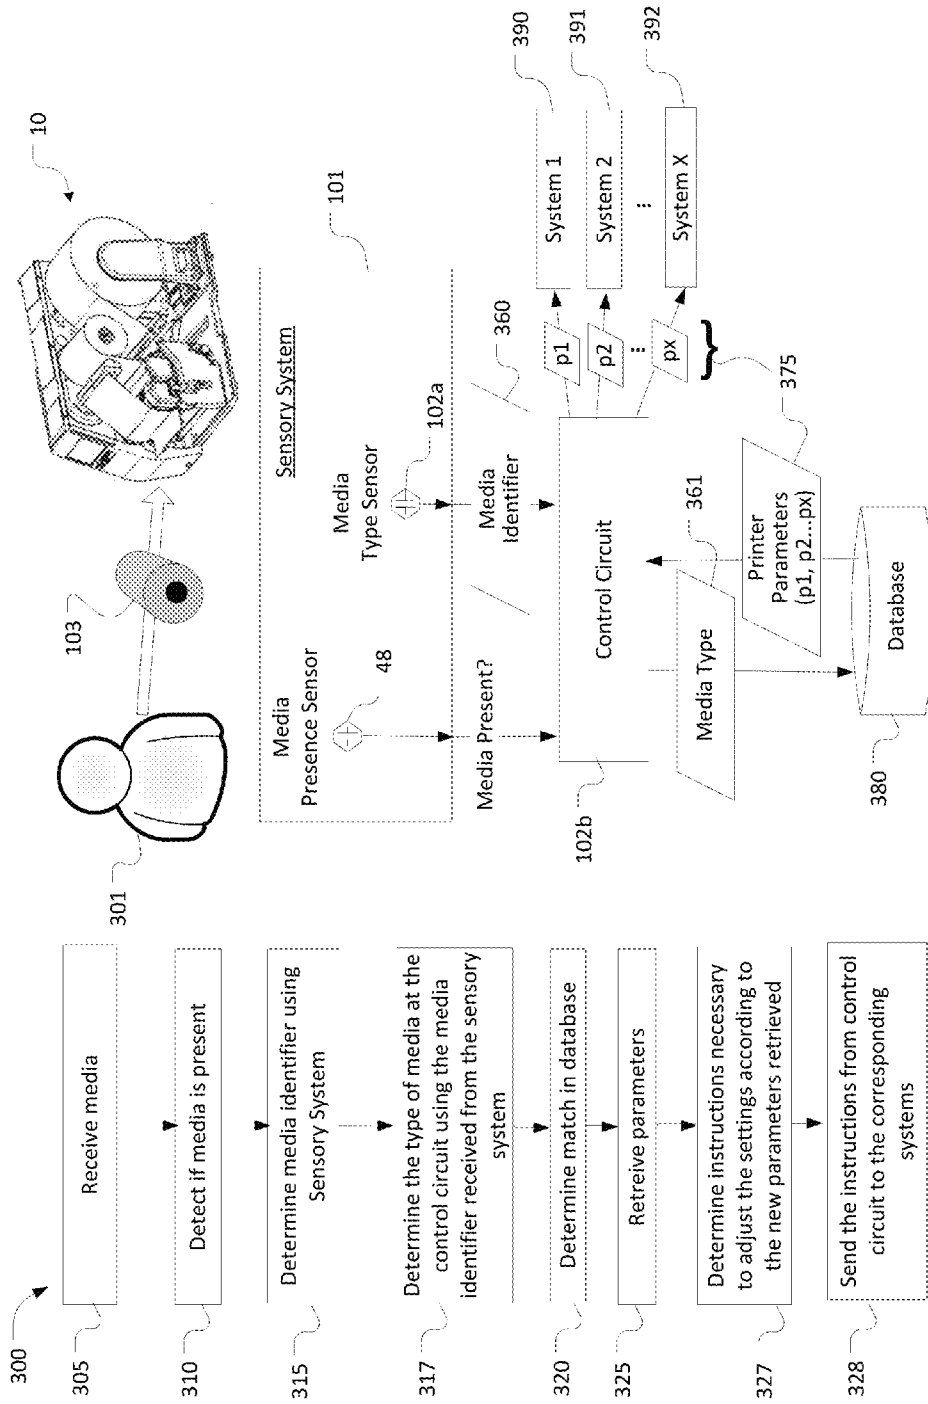 300
305
Receive media
310
Detect if media is present
315
Determine media identifier using
Sensory System
317
Determine the type of media at the
control circuit using the media
identifier received from the sensory
system
320
Determine match in database
325
Retreive parameters
327
Determine instructions necessary
to adjust the settings according to
the new parameters retrieved
328
Send the instructions from control
circuit to the corresponding
systems
301
103
10
Sensory System
101
Media
Presence Sensor
48
Media
Type Sensor
102a
Media Present?
Media
Identifier
360
102b
Control Circuit
p1
p2
...
px
375
System 1
390
System 2
391
...
System X
392
Media Type
361
Printer
Parameters
(p1, p2...px)
Database
380